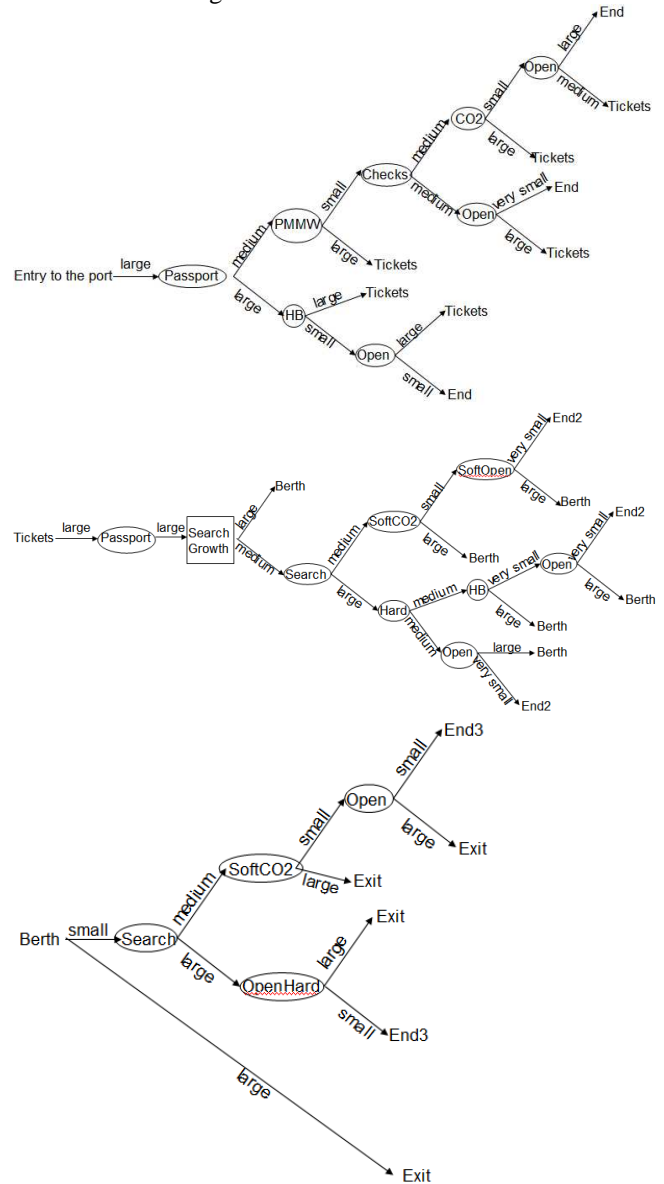 large
End
Open
small
medium
Tickets
CO2
medium
large
Tickets
Checks
small
medium
very small
End
Open
large
Tickets
PMMW
medium
large
Tickets
Entry to the port
large
Passport
large
HB
large
Tickets
small
Open
large
Tickets
small
End
very small
End2
SoftOpen
small
large
Berth
SoftCO2
medium
large
Berth
Tickets
large
Passport
large
Search
Growth
large
Berth
medium
Search
large
Hard
medium
HB
very small
Open
very small
End2
large
Berth
large
Berth
medium
Open
large
Berth
very small
End2
small
End3
Open
small
large
Exit
SoftCO2
medium
large
Exit
Berth
small
Search
large
OpenHard
large
Exit
small
End3
large
Exit